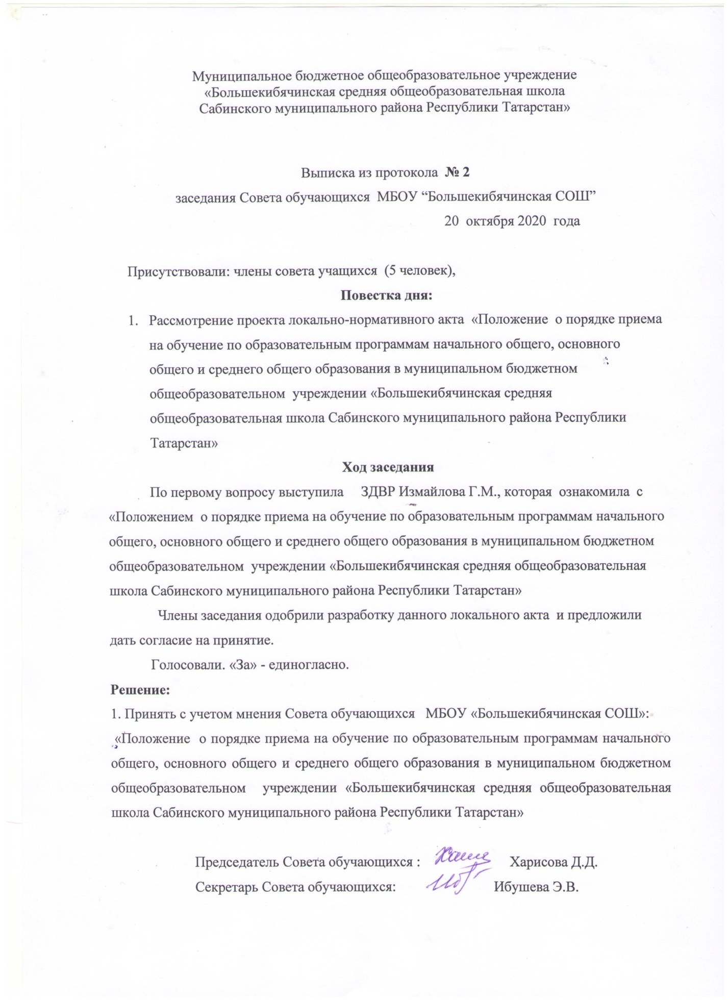 Муниципальное бюджетное общеобразовательное учреждение
«Большекибячинская средняя общеобразовательная школа
Сабинского муниципального района Республики Татарстан»
Выписка из протокола № 2
заседания Совета обучающихся МБОУ “Большекибячинская СОШ”
20 октября 2020 года
Присутствовали: члены совета учащихся (5 человек),
Повестка дня:
1. Рассмотрение проекта локально-нормативного акта «Положение о порядке приема
на обучение по образовательным программам начального общего, основного
общего и среднего общего образования в муниципальном бюджетном
общеобразовательном учреждении «Большекибячинская средняя
общеобразовательная школа Сабинского муниципального района Республики
Татарстан»
Ход заседания
По первому вопросу выступила ЗДВР Измайлова Г.М., которая ознакомила с
«Положением о порядке приема на обучение по образовательным программам начального
общего, основного общего и среднего общего образования в муниципальном бюджетном
общеобразовательном учреждении «Большекибячинская средняя общеобразовательная
школа Сабинского муниципального района Республики Татарстан»
Члены заседания одобрили разработку данного локального акта и предложили
дать согласие на принятие.
Голосовали. «За» - единогласно.
Решение:
1. Принять с учетом мнения Совета обучающихся МБОУ «Большекибячинская СОШ»:
«Положение о порядке приема на обучение по образовательным программам начального
общего, основного общего и среднего общего образования в муниципальном бюджетном
общеобразовательном учреждении «Большекибячинская средняя общеобразовательная
школа Сабинского муниципального района Республики Татарстан»
Председатель Совета обучающихся : Харисова Д.Д.
Секретарь Совета обучающихся: Ибушева Э.В.